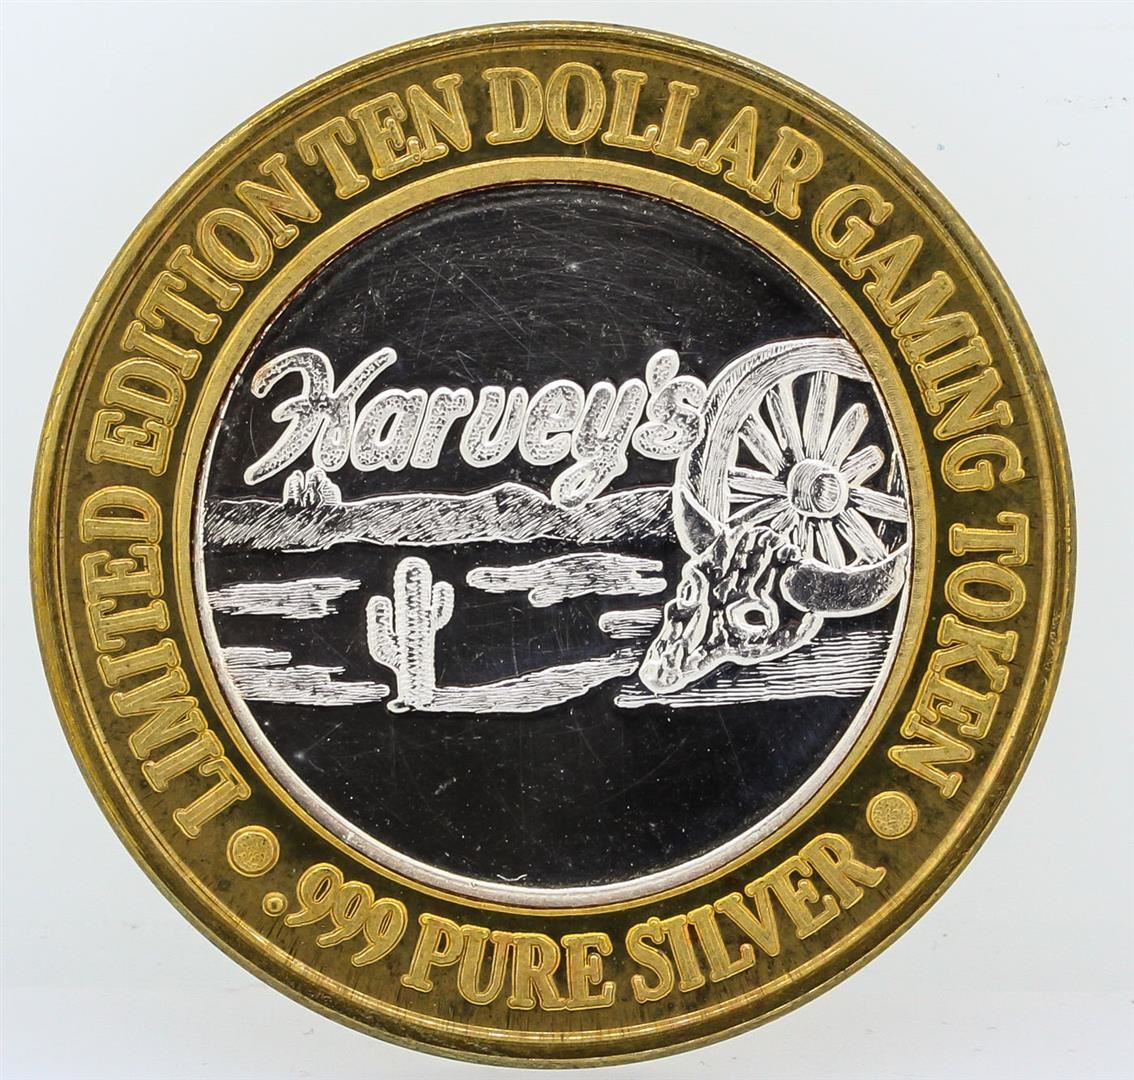 LIMITED EDITION TEN DOLLAR GAMING TOKEN
Harvey's
.999 PURE SILVER